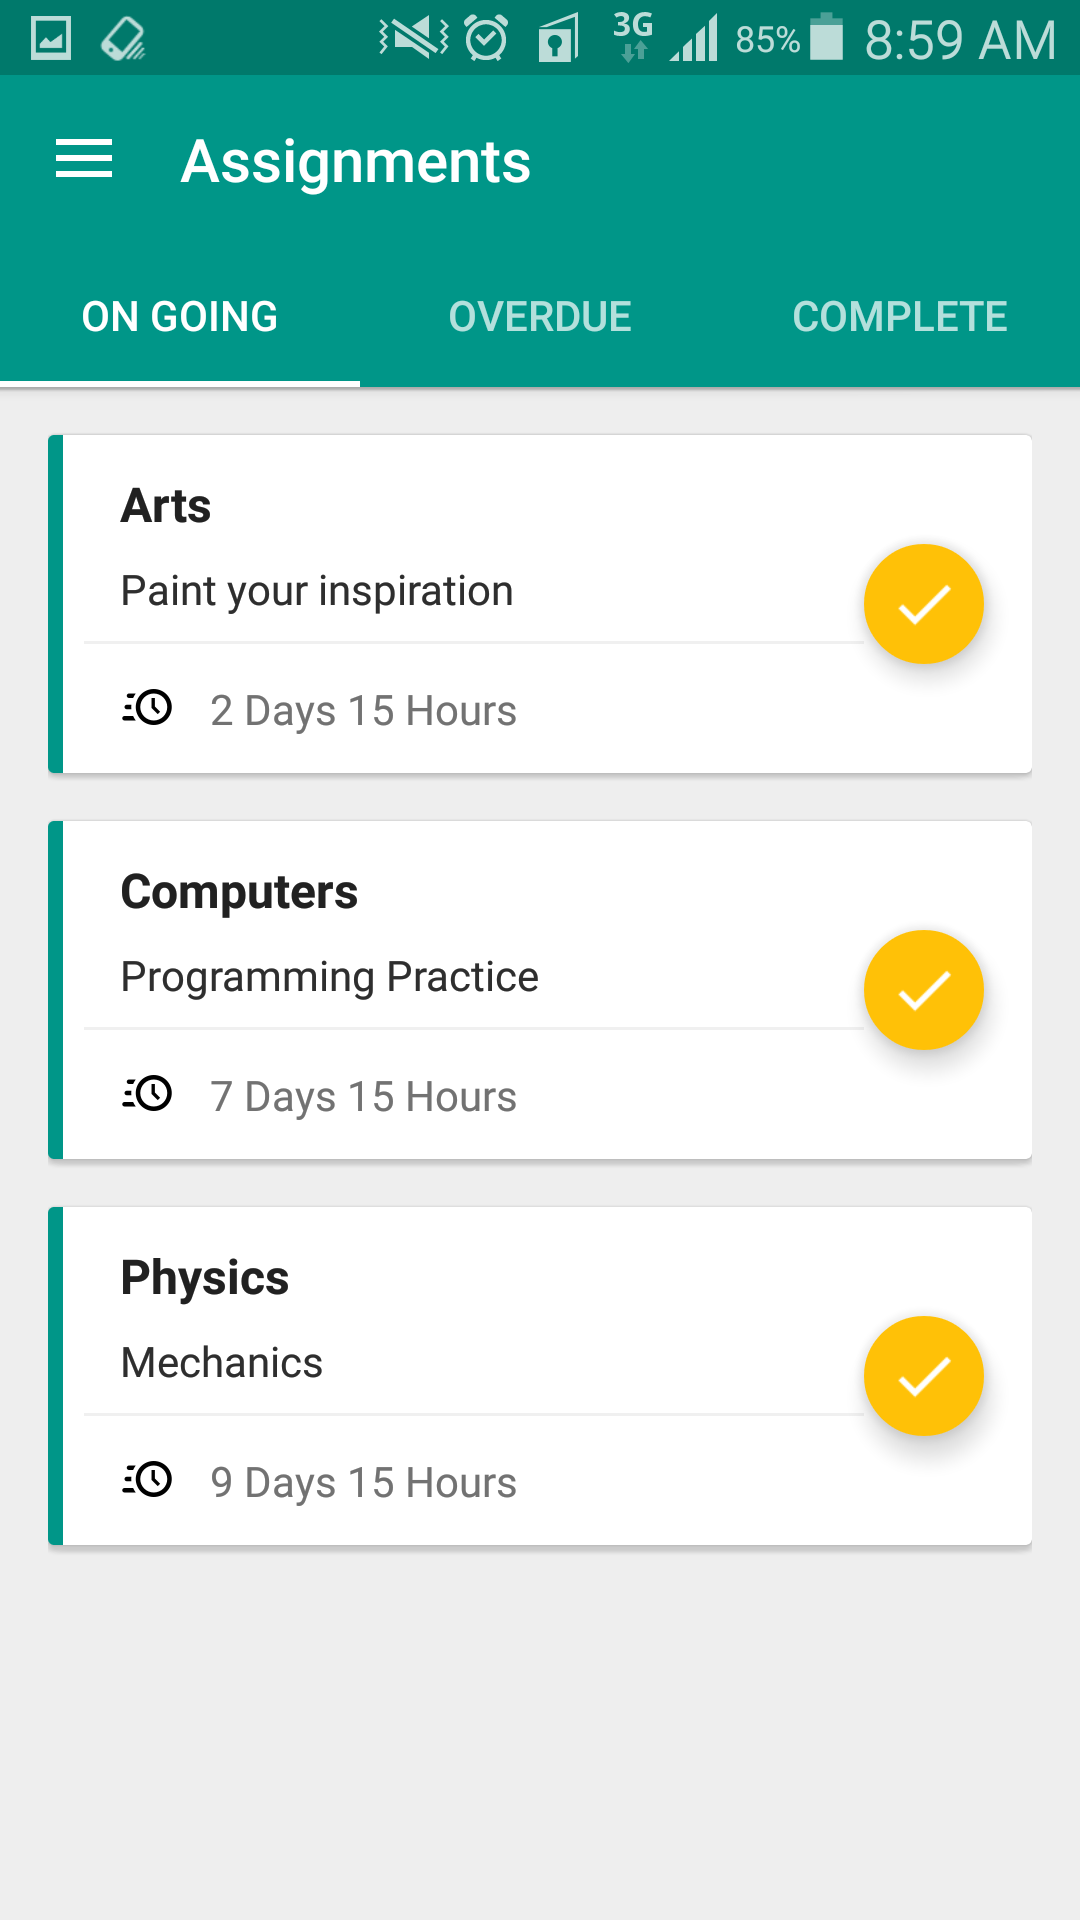 3G 85% 8:59 AM
Assignments
ON GOING OVERDUE COMPLETE
Arts
Paint your inspiration
2 Days 15 Hours
Computers
Programming Practice
7 Days 15 Hours
Physics
Mechanics
9 Days 15 Hours